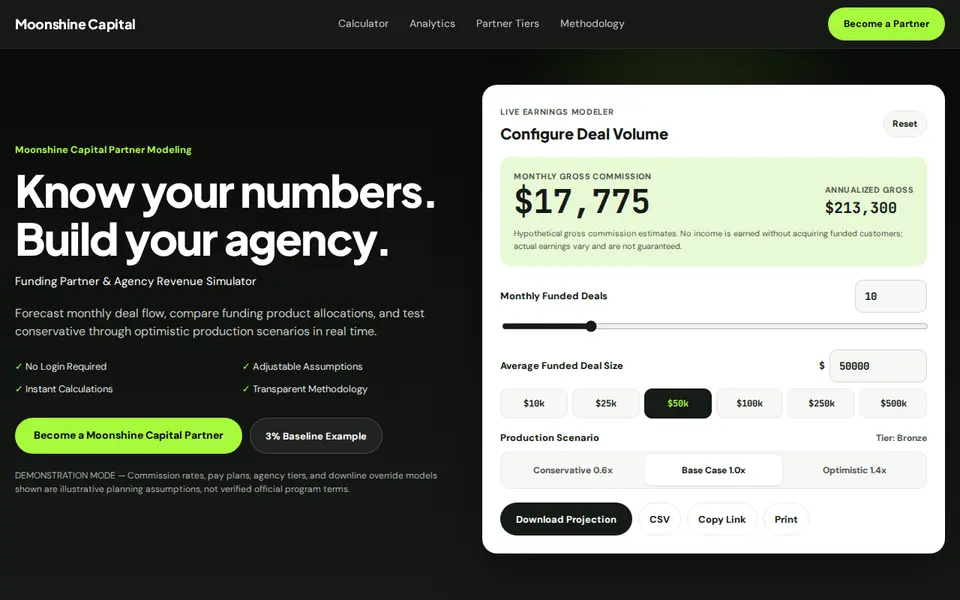 Moonshine Capital
Calculator
Analytics
Partner Tiers
Methodology
Become a Partner
Moonshine Capital Partner Modeling
Know your numbers.
Build your agency.
Funding Partner & Agency Revenue Simulator
Forecast monthly deal flow, compare funding product allocations, and test
conservative through optimistic production scenarios in real time.
✓ No Login Required
✓ Adjustable Assumptions
✓ Instant Calculations
✓ Transparent Methodology
Become a Moonshine Capital Partner
3% Baseline Example
DEMONSTRATION MODE — Commission rates, pay plans, agency tiers, and downline override models
shown are illustrative planning assumptions, not verified official program terms.
LIVE EARNINGS MODELER
Configure Deal Volume
Reset
MONTHLY GROSS COMMISSION
$17,775
ANNUALIZED GROSS
$213,300
Hypothetical gross commission estimates. No income is earned without acquiring funded customers;
actual earnings vary and are not guaranteed.
Monthly Funded Deals
10
Average Funded Deal Size
$ 50000
$10k
$25k
$50k
$100k
$250k
$500k
Production Scenario
Tier: Bronze
Conservative 0.6x
Base Case 1.0x
Optimistic 1.4x
Download Projection
CSV
Copy Link
Print